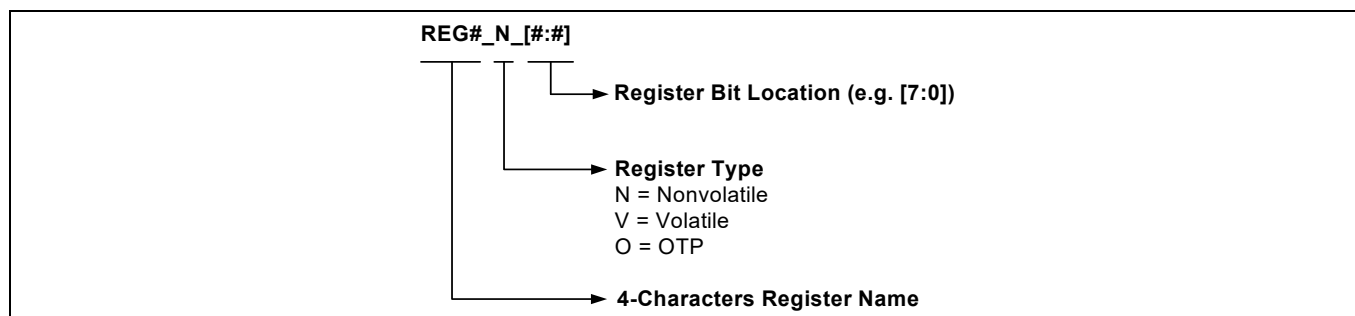 REG#_N_[#:#]
Register Bit Location (e.g. [7:0])
Register Type
N = Nonvolatile
V = Volatile
O = OTP
4-Characters Register Name